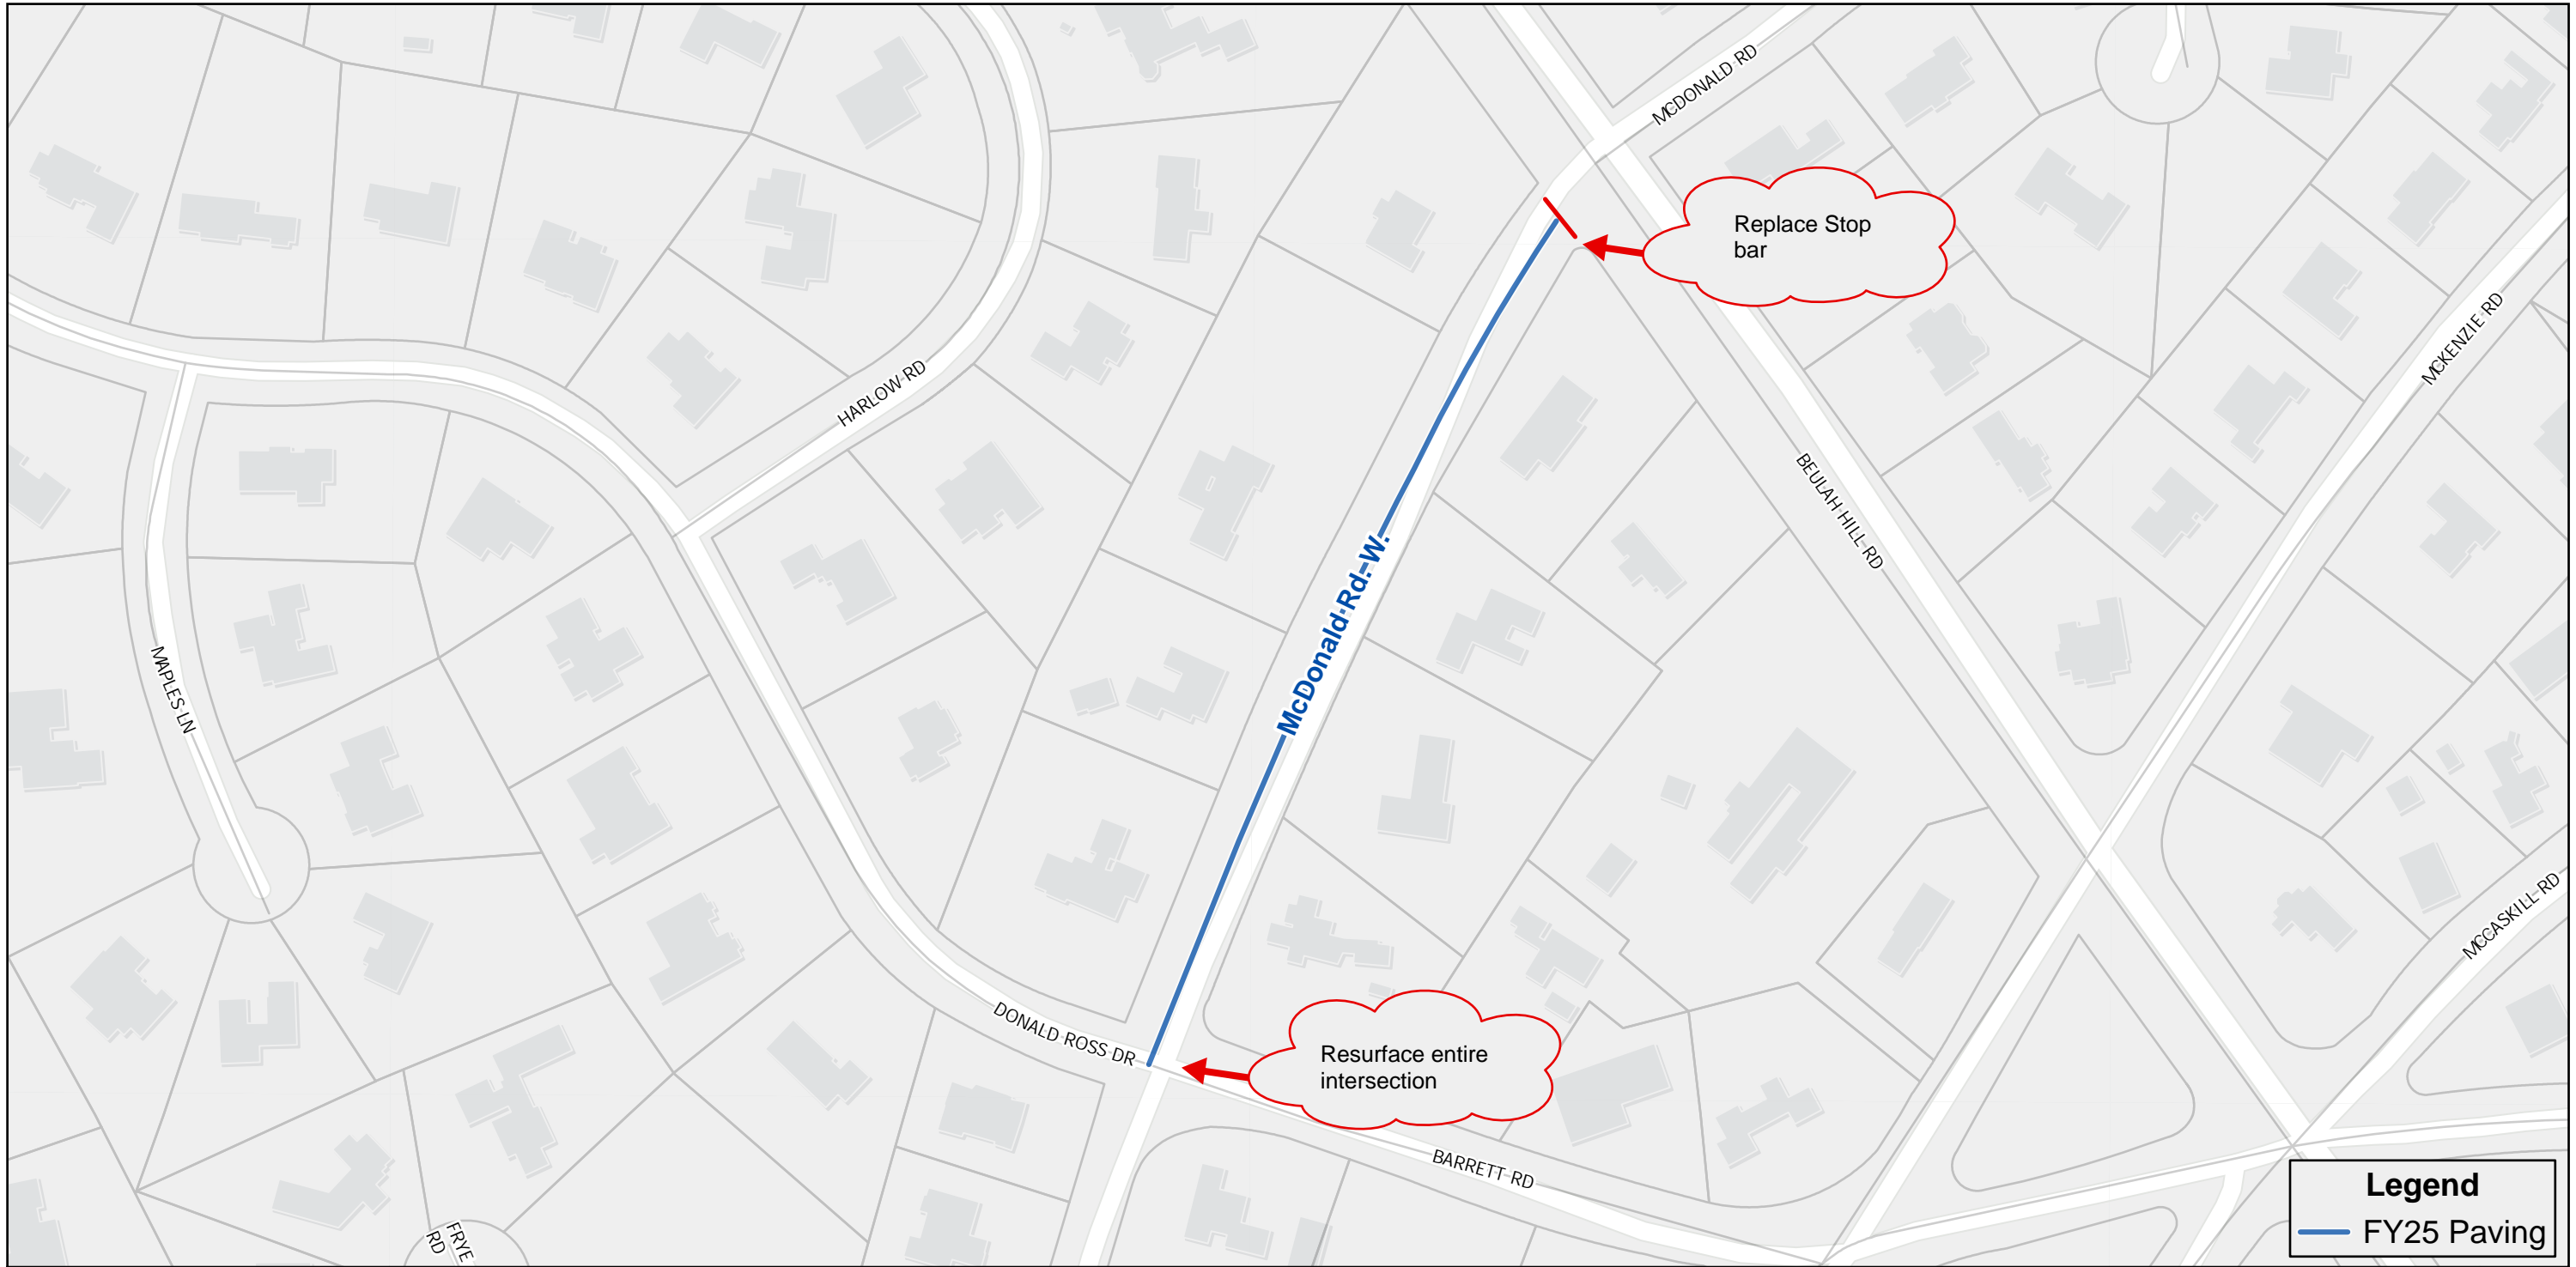 MCDONALD RD
Replace Stop
bar
MCKENZIE RD
HARLOW RD
BEULAH HILL RD
McDonald Rd. W.
MAPLES LN
MCCASKILL RD
DONALD ROSS DR
Resurface entire
intersection
BARRETT RD
FRYE
RD
Legend
FY25 Paving